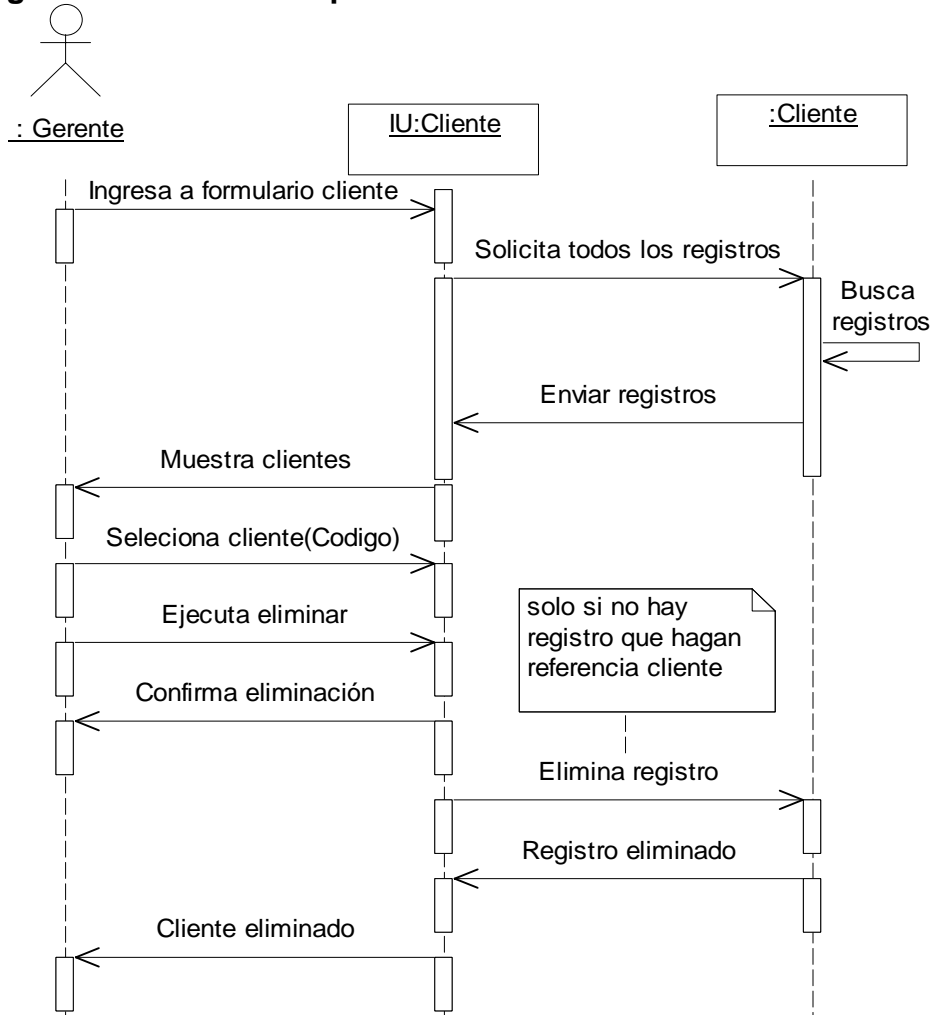 : Gerente
IU:Cliente
:Cliente
Ingresa a formulario cliente
Solicita todos los registros
Busca
registros
Enviar registros
Muestra clientes
Seleciona cliente(Codigo)
Ejecuta eliminar
solo si no hay
registro que hagan
referencia cliente
Confirma eliminación
Elimina registro
Registro eliminado
Cliente eliminado